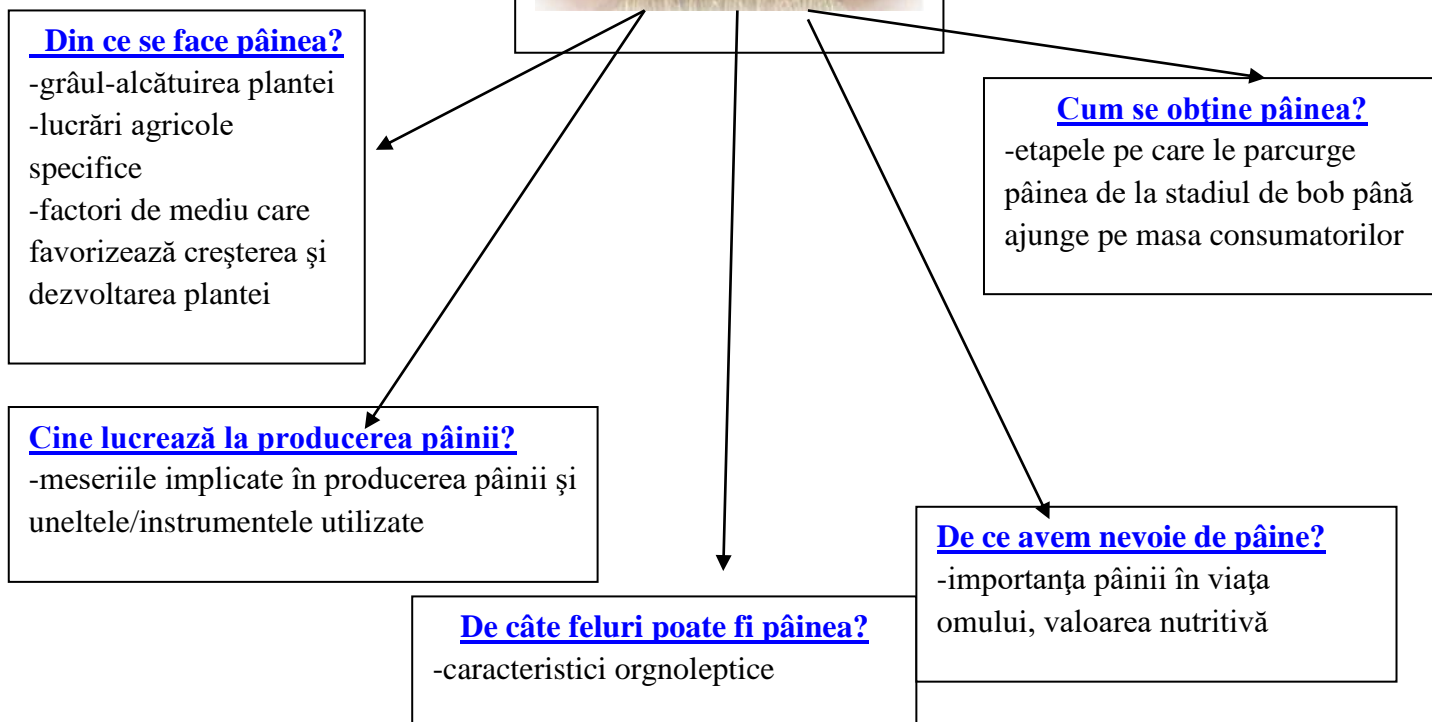 Din ce se face pâinea?
-grâul-alcătuirea plantei
-lucrări agricole
specifice
-factori de mediu care
favorizează creşterea şi
dezvoltarea plantei
Cum se obţine pâinea?
-etapele pe care le parcurge
pâinea de la stadiul de bob până
ajunge pe masa consumatorilor
Cine lucrează la producerea pâinii?
-meseriile implicate în producerea pâinii şi
uneltele/instrumentele utilizate
De ce avem nevoie de pâine?
-importanţa pâinii în viaţa
omului, valoarea nutritivă
De câte feluri poate fi pâinea?
-caracteristici orgnoleptice